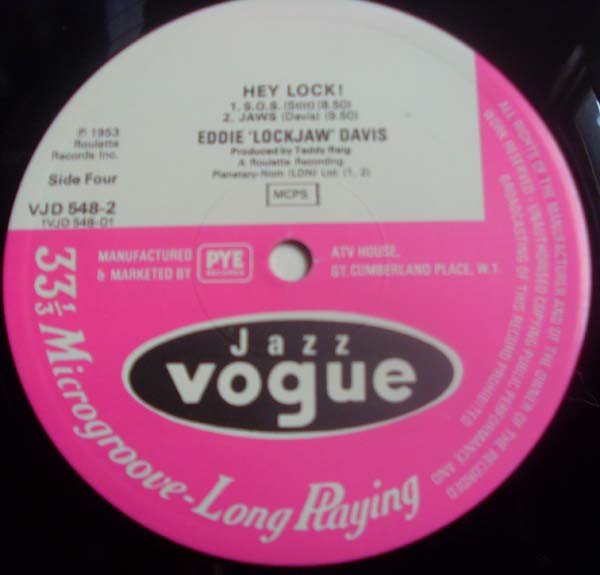 HEY LOCK!
1. S.O.S. (Stitt) (8.50)
2. JAWS (Davis) (9.50)
EDDIE 'LOCKJAW' DAVIS
Produced by Teddy Reig
A Roulette Recording
Planetary-Nom (LDN) Ltd. (1, 2)
MCPS
℗ 1953
Roulette
Records Inc.
Side Four
VJD 548-2
1VJD 548-D1
MANUFACTURED
& MARKETED BY
PYE
records
ATV HOUSE,
GT. CUMBERLAND PLACE, W.1.
Jazz
vogue
33⅓ Microgroove-Long Playing
ALL RIGHTS OF THE MANUFACTURER AND OF THE OWNER OF THE RECORDED
WORK RESERVED. UNAUTHORISED COPYING PUBLIC PERFORMANCE AND
BROADCASTING OF THIS RECORD PROHIBITED